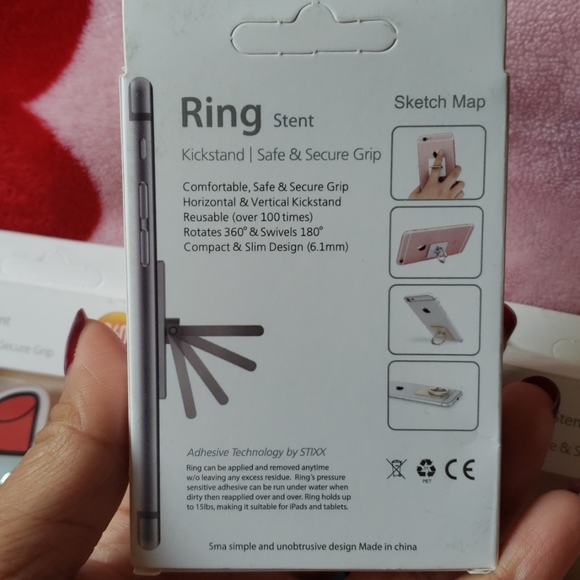 Ring Stent
Sketch Map
Kickstand | Safe & Secure Grip
Comfortable, Safe & Secure Grip
Horizontal & Vertical Kickstand
Reusable (over 100 times)
Rotates 360° & Swivels 180°
Compact & Slim Design (6.1mm)
Adhesive Technology by STIXX
Ring can be applied and removed anytime
w/o leaving any excess residue. Ring's pressure
sensitive adhesive can be run under water when
dirty then reapplied over and over. Ring holds up
to 15lbs, making it suitable for iPads and tablets.
PET
CE
Sma simple and unobtrusive design Made in china
Secure Grip